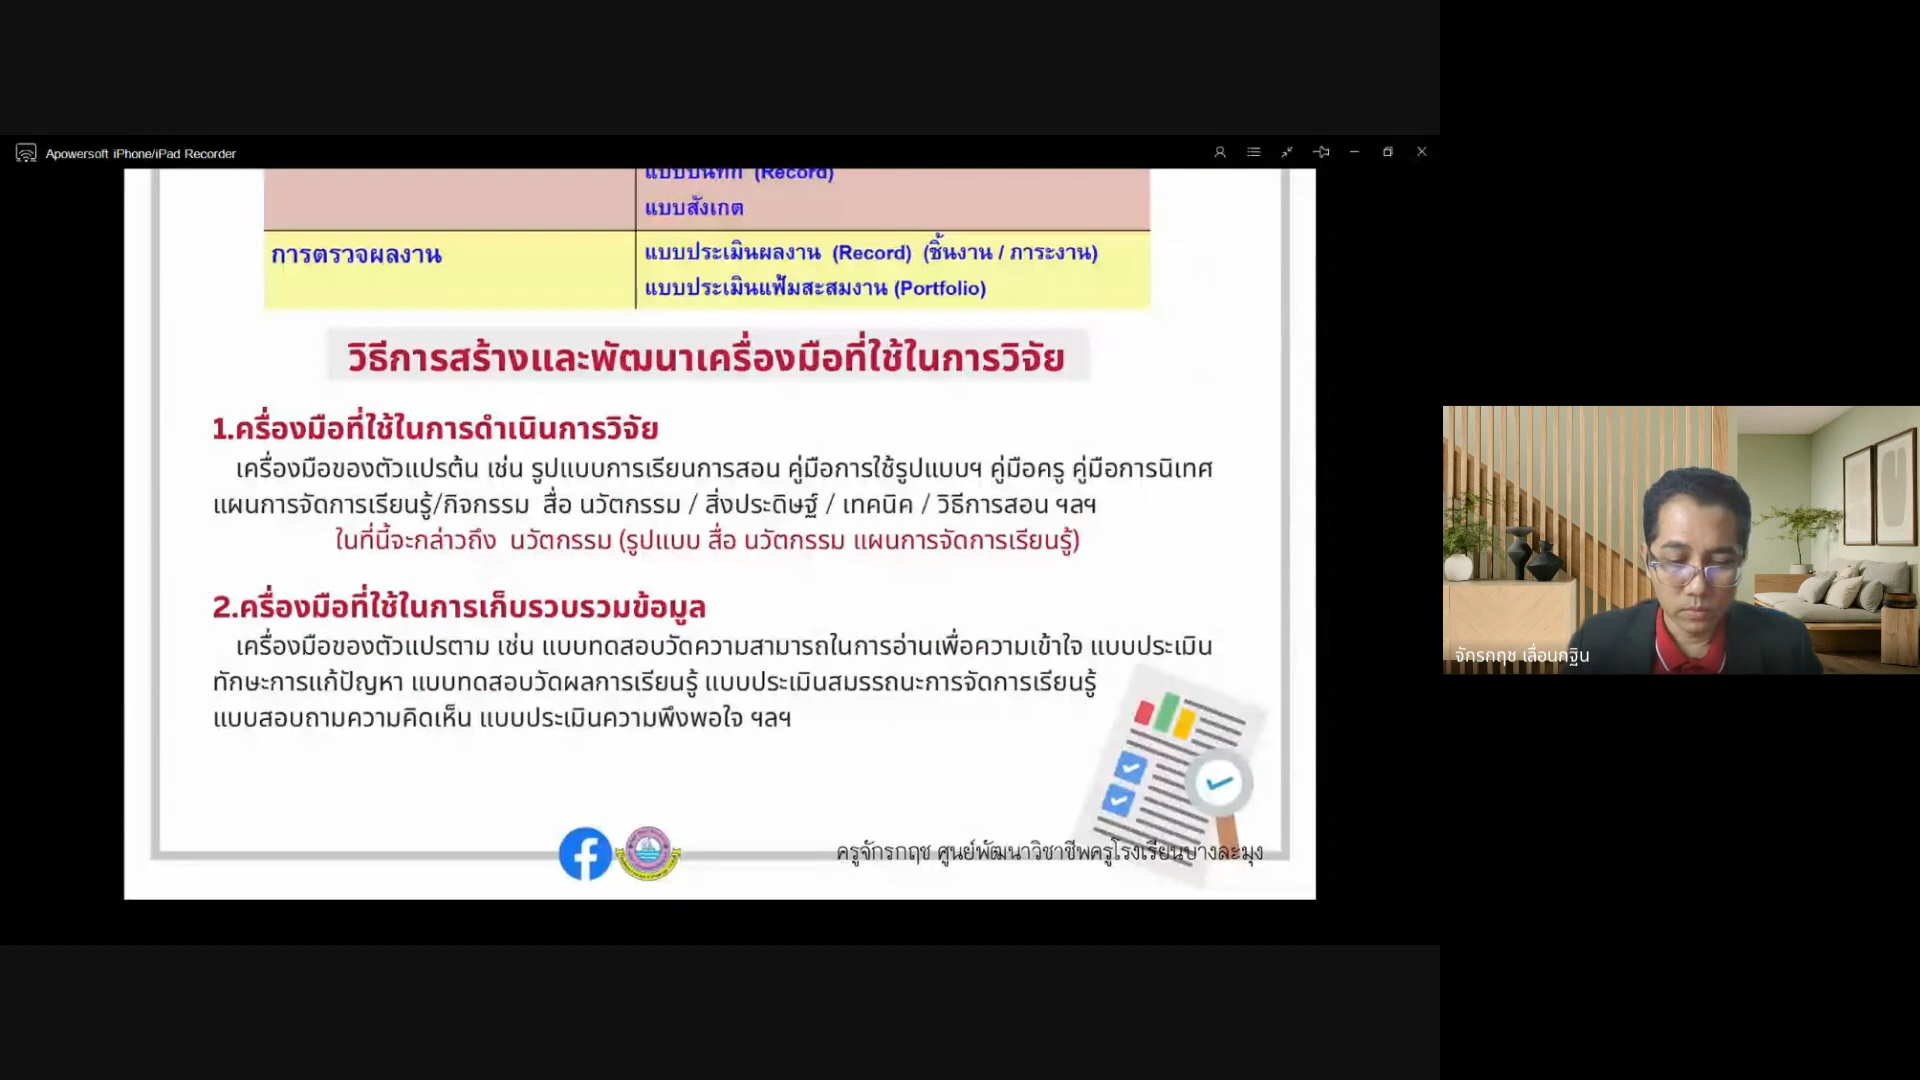 Apowersoft iPhone/iPad Recorder
แบบบันทึก (Record)
แบบสังเกต
การตรวจผลงาน
แบบประเมินผลงาน (Record) (ชิ้นงาน / ภาระงาน)
แบบประเมินแฟ้มสะสมงาน (Portfolio)
วิธีการสร้างและพัฒนาเครื่องมือที่ใช้ในการวิจัย
1.ครื่องมือที่ใช้ในการดำเนินการวิจัย
เครื่องมือของตัวแปรต้น เช่น รูปแบบการเรียนการสอน คู่มือการใช้รูปแบบฯ คู่มือครู คู่มือการนิเทศ
แผนการจัดการเรียนรู้/กิจกรรม สื่อ นวัตกรรม / สิ่งประดิษฐ์ / เทคนิค / วิธีการสอน ฯลฯ
ในที่นี้จะกล่าวถึง นวัตกรรม (รูปแบบ สื่อ นวัตกรรม แผนการจัดการเรียนรู้)
2.ครื่องมือที่ใช้ในการเก็บรวบรวมข้อมูล
เครื่องมือของตัวแปรตาม เช่น แบบทดสอบวัดความสามารถในการอ่านเพื่อความเข้าใจ แบบประเมิน
ทักษะการแก้ปัญหา แบบทดสอบวัดผลการเรียนรู้ แบบประเมินสมรรถนะการจัดการเรียนรู้
แบบสอบถามความคิดเห็น แบบประเมินความพึงพอใจ ฯลฯ
ครูจักรกฤช ศูนย์พัฒนาวิชาชีพครูโรงเรียนบางละมุง
จักรกฤช เลื่อนกฐิน